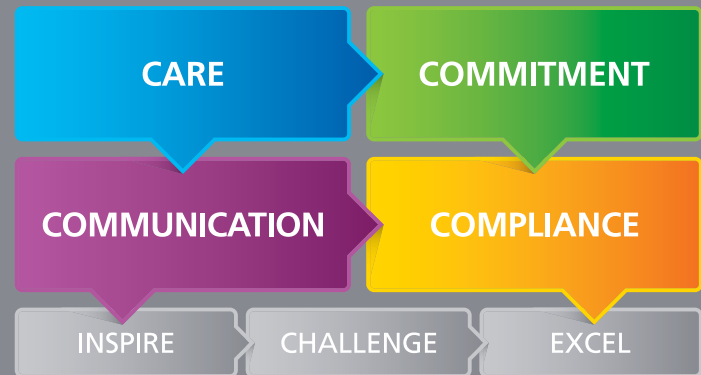 CARE
COMMITMENT
COMMUNICATION
COMPLIANCE
INSPIRE
CHALLENGE
EXCEL